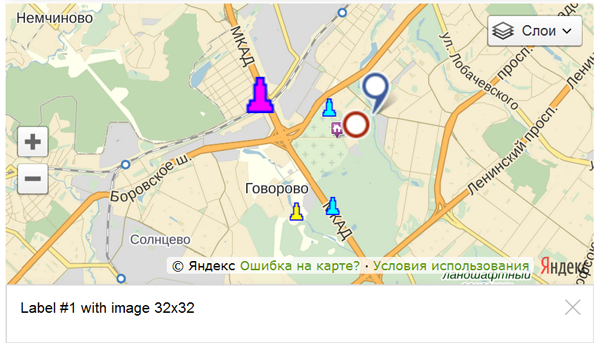 Немчиново
МКАД
Слои
ул. Лобачевского
просп.
Ленинский просп.
Боровское ш.
Говорово
МКАД
Солнцево
© Яндекс Ошибка на карте? · Условия использования
Яндекс
ландшафтный
Label #1 with image 32x32